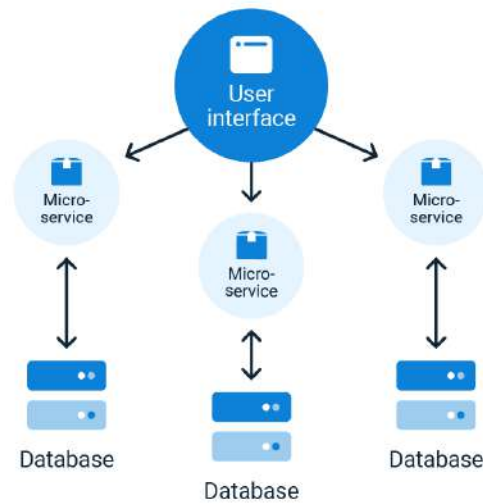 User
interface
Micro-
service
Micro-
service
Micro-
service
Database
Database
Database